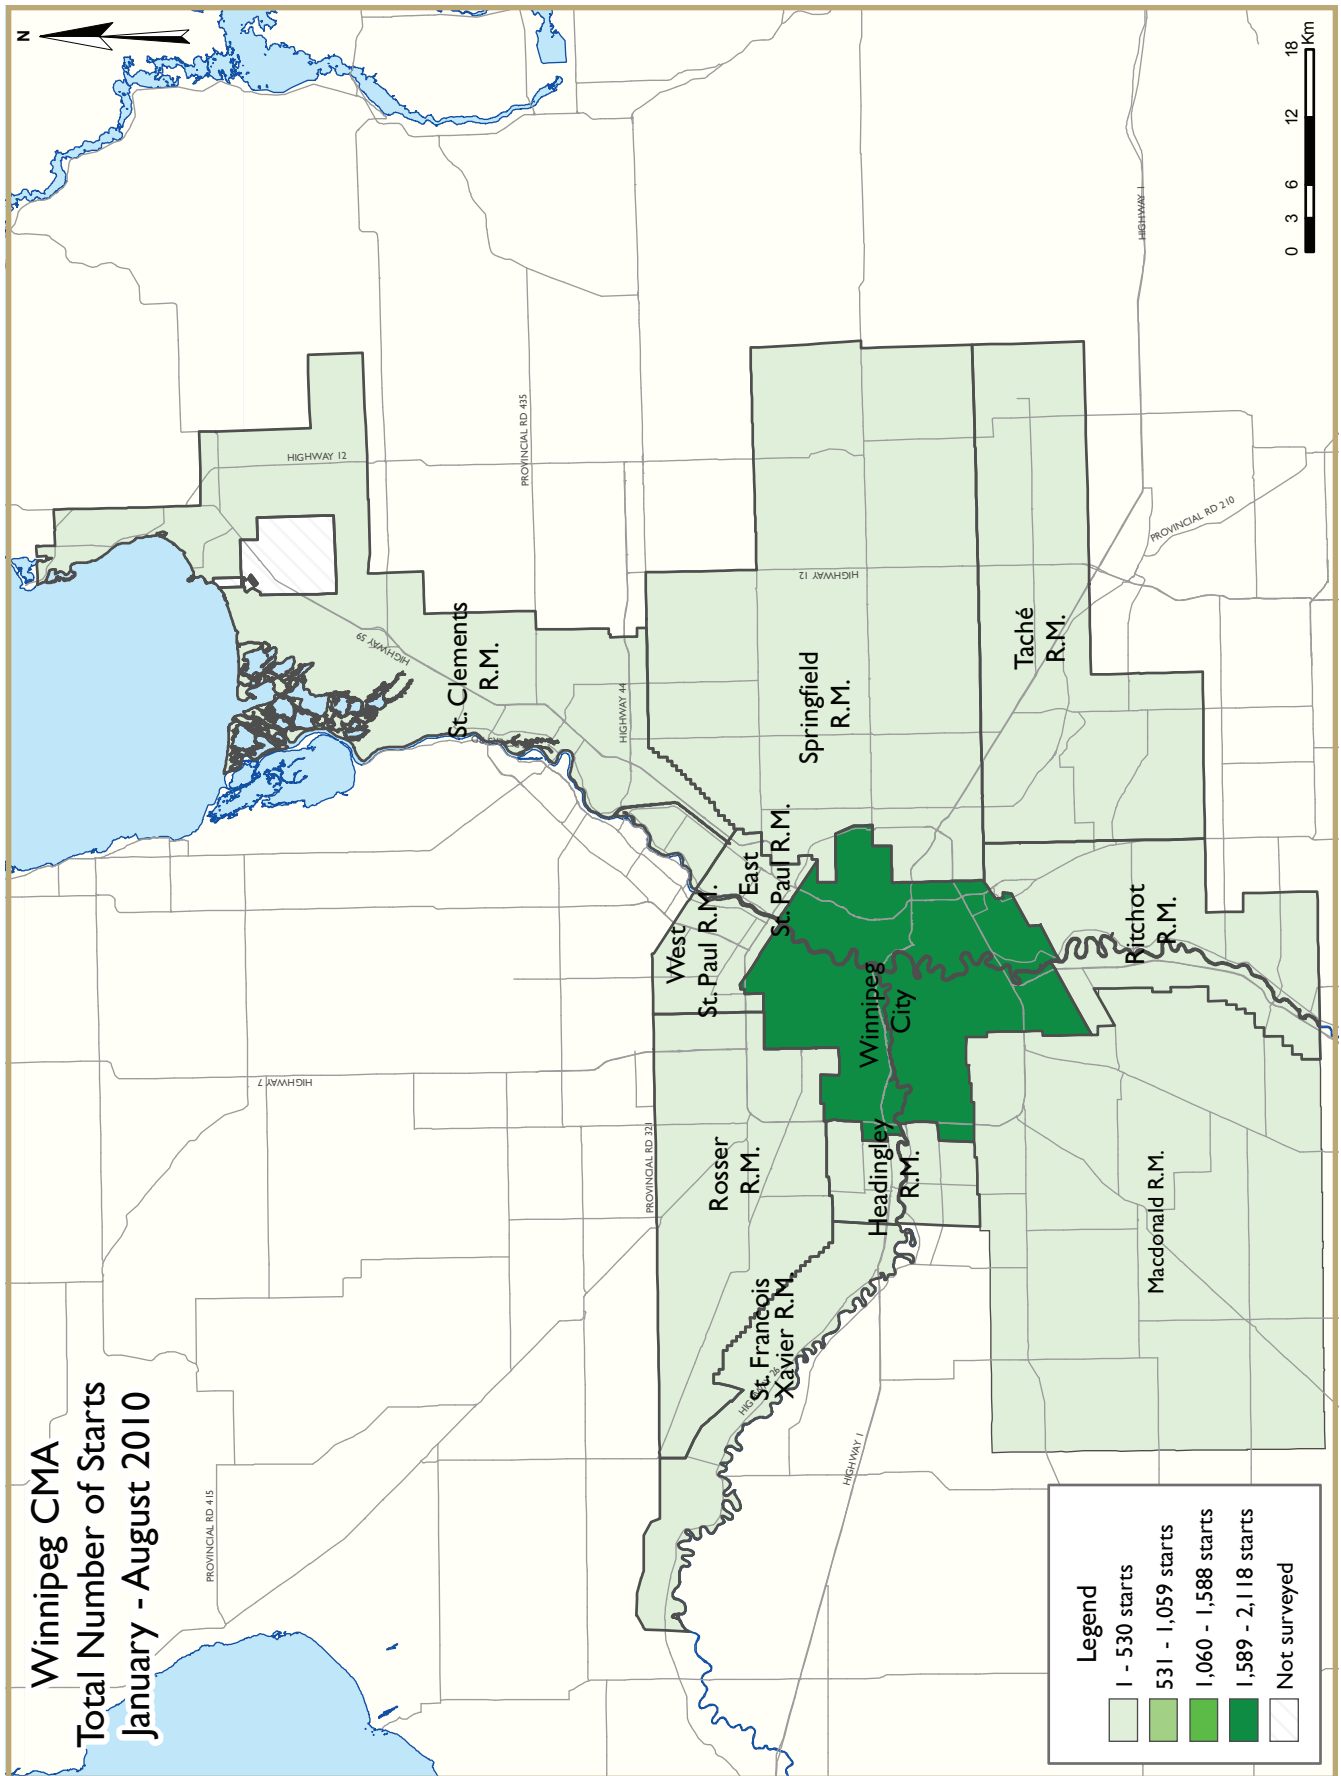 Winnipeg CMA
Total Number of Starts
January - August 2010
N
PROVINCIAL RD 415
HIGHWAY 7
HIGHWAY 12
HIGHWAY 59
PROVINCIAL RD 435
St. Clements
R.M.
HIGHWAY 44
PROVINCIAL RD 321
West
St. Paul R.M.
East
St. Paul R.M.
Rosser
R.M.
St. Francois
Xavier R.M.
HIGHWAY 26
Springfield
R.M.
HIGHWAY 12
Winnipeg
City
Headingley
R.M.
HIGHWAY 1
Taché
R.M.
Ritchot
R.M.
Macdonald R.M.
HIGHWAY 1
PROVINCIAL RD 210
Legend
1 - 530 starts
531 - 1,059 starts
1,060 - 1,588 starts
1,589 - 2,118 starts
Not surveyed
0 3 6 12 18
Km